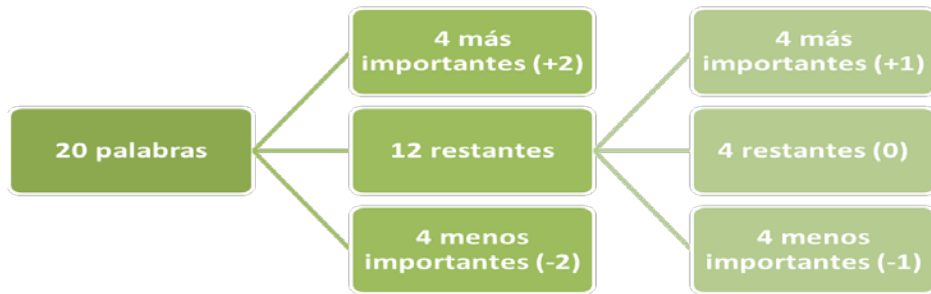 20 palabras
4 más
importantes (+2)
12 restantes
4 menos
importantes (-2)
4 más
importantes (+1)
4 restantes (0)
4 menos
importantes (-1)